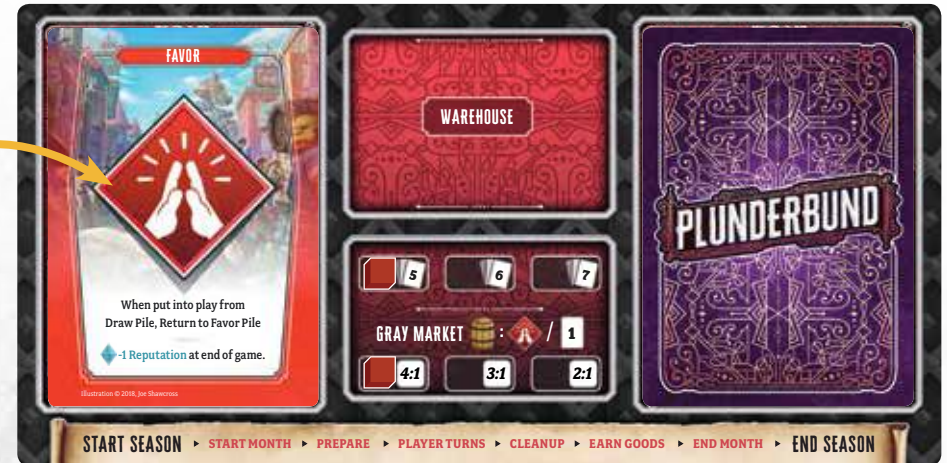 FAVOR
When put into play from
Draw Pile, Return to Favor Pile
-1 Reputation at end of game.
Illustration © 2018, Joe Shawcross
WAREHOUSE
5 6 7
GRAY MARKET : / 1
4:1 3:1 2:1
PLUNDERBUND
START SEASON ▸ START MONTH ▸ PREPARE ▸ PLAYER TURNS ▸ CLEANUP ▸ EARN GOODS ▸ END MONTH ▸ END SEASON